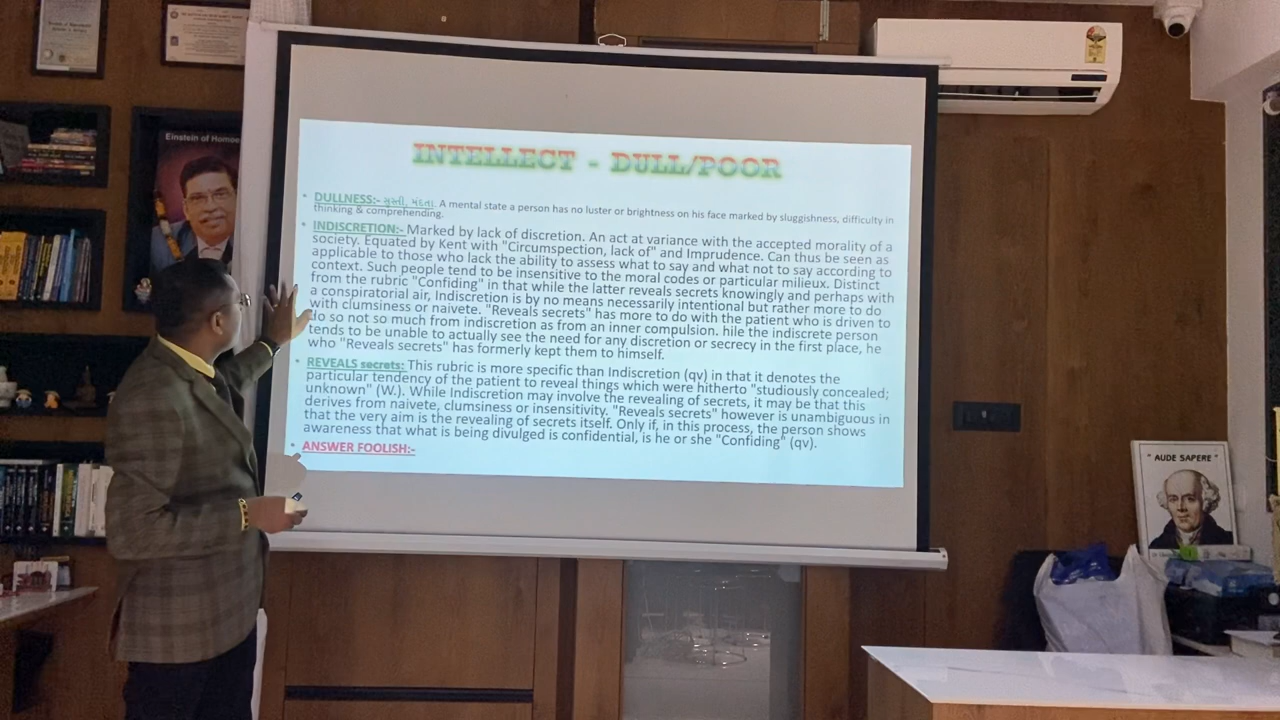 Einstein of Homoe
INTELLECT - DULL/POOR
• DULLNESS:- સુસ્તી, મંદતા. A mental state a person has no luster or brightness on his face marked by sluggishness, difficulty in
thinking & comprehending.
• INDISCRETION:- Marked by lack of discretion. An act at variance with the accepted morality of a
society. Equated by Kent with "Circumspection, lack of" and Imprudence. Can thus be seen as
applicable to those who lack the ability to assess what to say and what not to say according to
context. Such people tend to be insensitive to the moral codes or particular milieu. Distinct
from the rubric "Confiding" in that while the latter reveals secrets knowingly and perhaps with
a conspiratorial air, Indiscretion is by no means necessarily intentional but rather more to do
with clumsiness or naivete. "Reveals secrets" has more to do with the patient who is driven to
do so not so much from indiscretion as from an inner compulsion. hile the indiscrete person
tends to be unable to actually see the need for any discretion or secrecy in the first place, he
who "Reveals secrets" has formerly kept them to himself.
• REVEALS secrets: This rubric is more specific than Indiscretion (qv) in that it denotes the
particular tendency of the patient to reveal things which were hitherto "studiously concealed;
unknown" (W.). While Indiscretion may involve the revealing of secrets, it may be that this
derives from naivete, clumsiness or insensitivity. "Reveals secrets" however is unambiguous in
that the very aim is the revealing of secrets itself. Only if, in this process, the person shows
awareness that what is being divulged is confidential, is he or she "Confiding" (qv).
• ANSWER FOOLISH:-
" AUDE SAPERE "